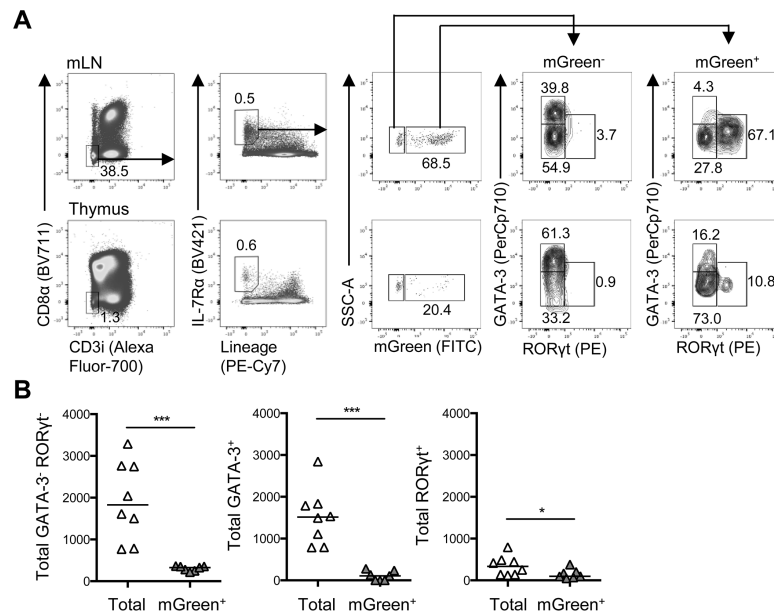 A
mLN
mGreen⁻
mGreen⁺
39.8
4.3
0.5
3.7
67.1
38.5
68.5
54.9
27.8
Thymus
61.3
16.2
0.6
0.9
10.8
1.3
20.4
33.2
73.0
CD8α (BV711)
IL-7Rα (BV421)
SSC-A
GATA-3 (PerCp710)
GATA-3 (PerCp710)
CD3i (Alexa
Fluor-700)
Lineage
(PE-Cy7)
mGreen (FITC)
RORγt (PE)
RORγt (PE)
B
Total GATA-3⁻ RORγt⁻
4000
3000
2000
1000
0
***
Total mGreen⁺
Total GATA-3⁺
4000
3000
2000
1000
0
***
Total mGreen⁺
Total RORγt⁺
4000
3000
2000
1000
0
*
Total mGreen⁺